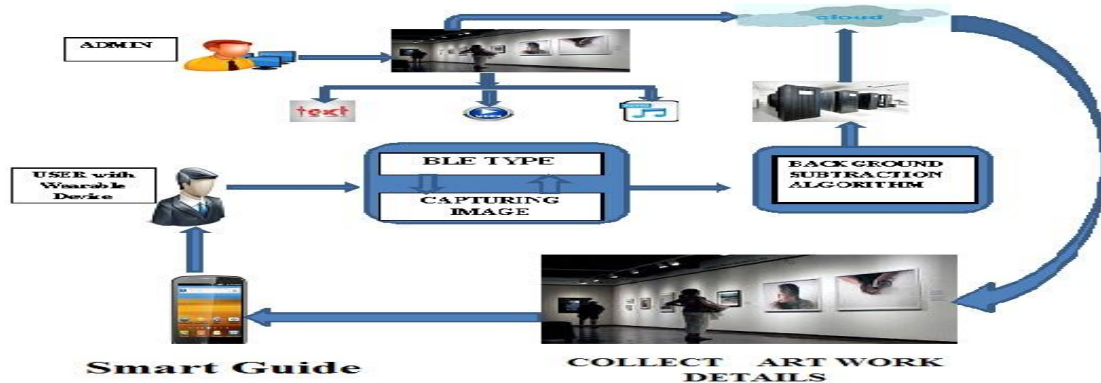 cloud
ADMIN
text
USER with
Wearable
Device
BLE TYPE
CAPTURING
IMAGE
BACK GROUND
SUBTRACTION
ALGORITHM
Smart Guide
COLLECT ART WORK
DETAILS